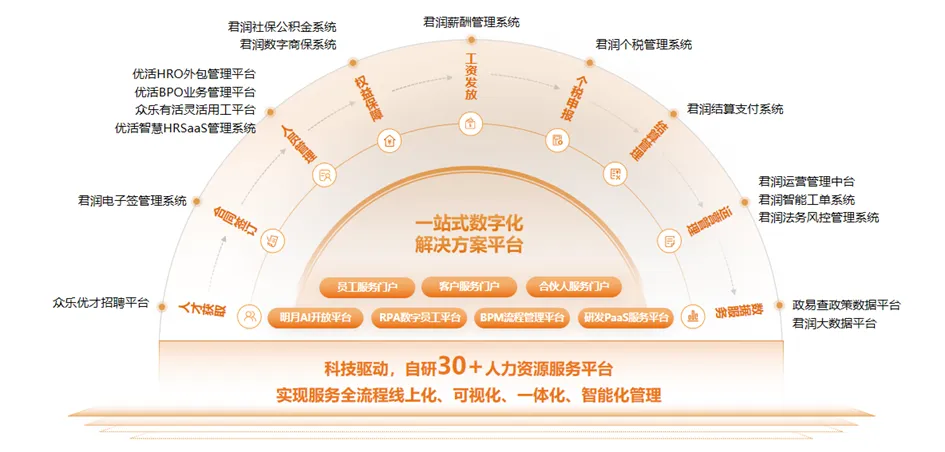 君润薪酬管理系统
君润社保公积金系统
君润数字商保系统
君润个税管理系统
优活HRO外包管理平台
优活BPO业务管理平台
众乐有活灵活用工平台
优活智慧HRSaaS管理系统
君润结算支付系统
君润电子签管理系统
君润运营管理中台
君润智能工单系统
君润法务风控管理系统
众乐优才招聘平台
政易查政策数据平台
君润大数据平台
人才获取
合同签订
人员管理
权益保障
工资发放
个税申报
结算管理
运营管理
数据服务
一站式数字化
解决方案平台
员工服务门户
客户服务门户
合伙人服务门户
明月AI开放平台
RPA数字员工平台
BPM流程管理平台
研发PaaS服务平台
科技驱动，自研30+人力资源服务平台
实现服务全流程线上化、可视化、一体化、智能化管理